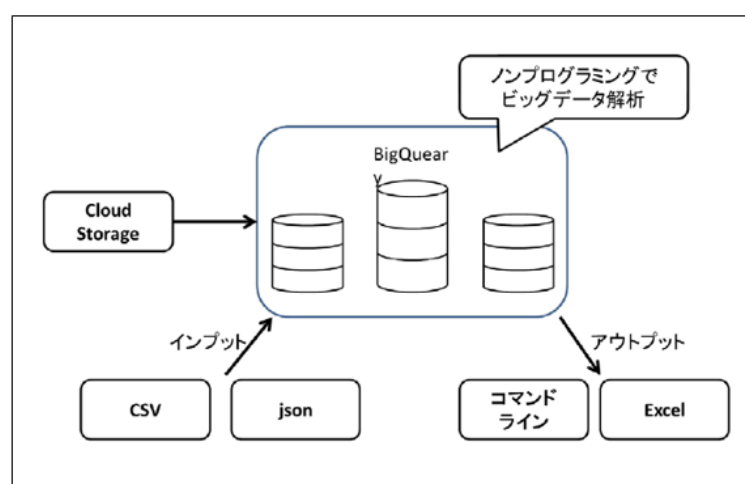 ノンプログラミングで
ビッグデータ解析
BigQuear
y
Cloud
Storage
インプット
アウトプット
CSV
json
コマンド
ライン
Excel